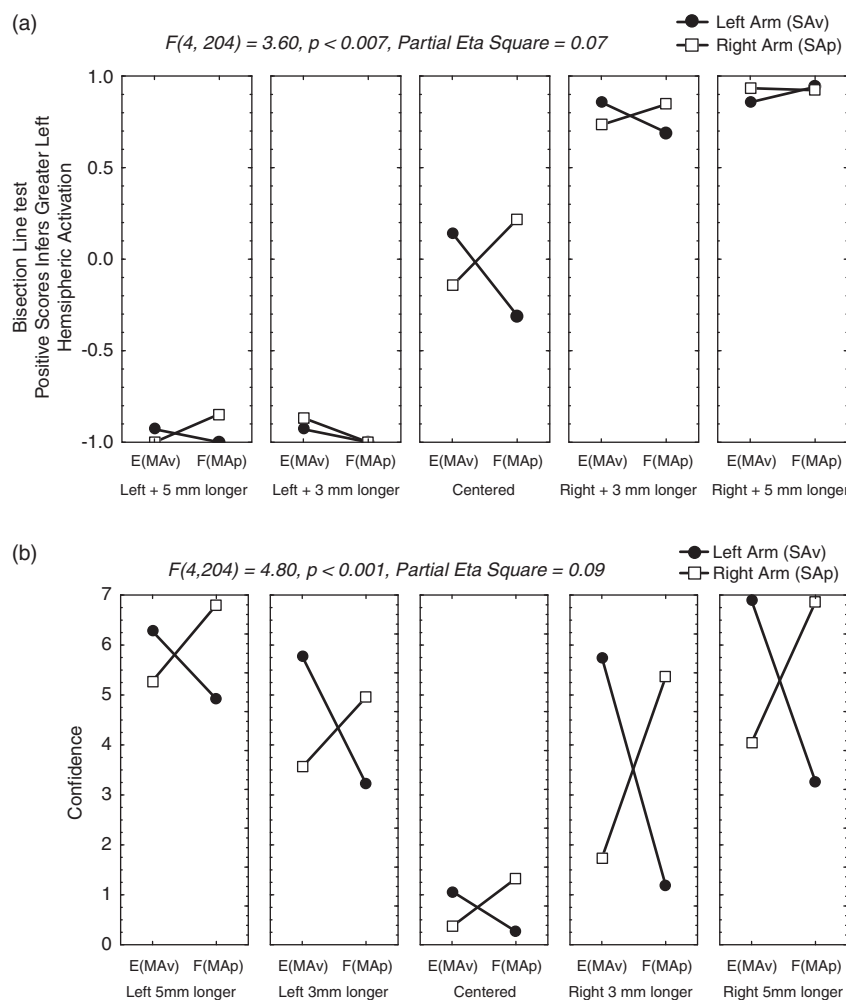 (a)
F(4, 204) = 3.60, p < 0.007, Partial Eta Square = 0.07
Left Arm (SAv)
Right Arm (SAp)
Bisection Line test
Positive Scores Infers Greater Left
Hemsipheric Activation
1.0
0.5
0.0
-0.5
-1.0
E(MAv) F(MAp) E(MAv) F(MAp) E(MAv) F(MAp) E(MAv) F(MAp) E(MAv) F(MAp)
Left + 5 mm longer Left + 3 mm longer Centered Right + 3 mm longer Right + 5 mm longer
(b)
F(4,204) = 4.80, p < 0.001, Partial Eta Square = 0.09
Left Arm (SAv)
Right Arm (SAp)
Confidence
7
6
5
4
3
2
1
0
E(MAv) F(MAp) E(MAv) F(MAp) E(MAv) F(MAp) E(MAv) F(MAp) E(MAv) F(MAp)
Left 5mm longer Left 3mm longer Centered Right 3 mm longer Right 5mm longer